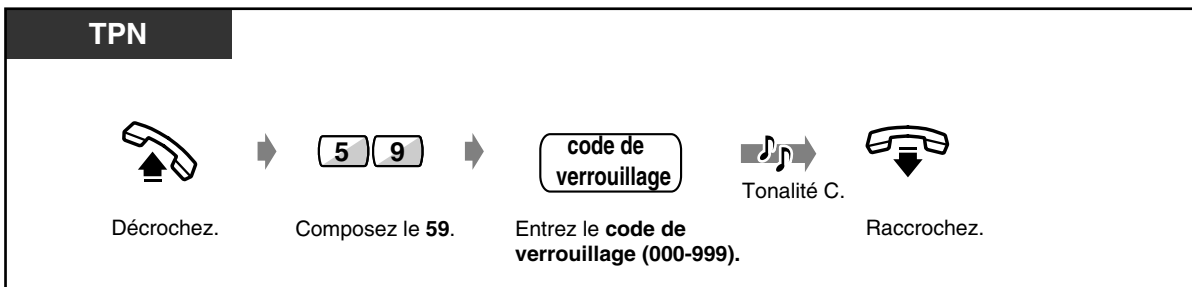 TPN
5 9
code de
verrouillage
Tonalité C.
Décrochez.
Composez le 59.
Entrez le code de
verrouillage (000-999).
Raccrochez.